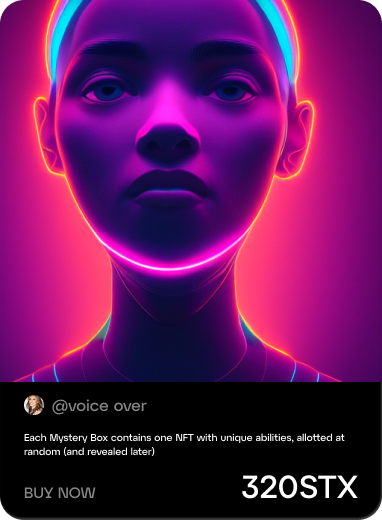 @voice over
Each Mystery Box contains one NFT with unique abilities, allotted at
random (and revealed later)
BUY NOW
320STX